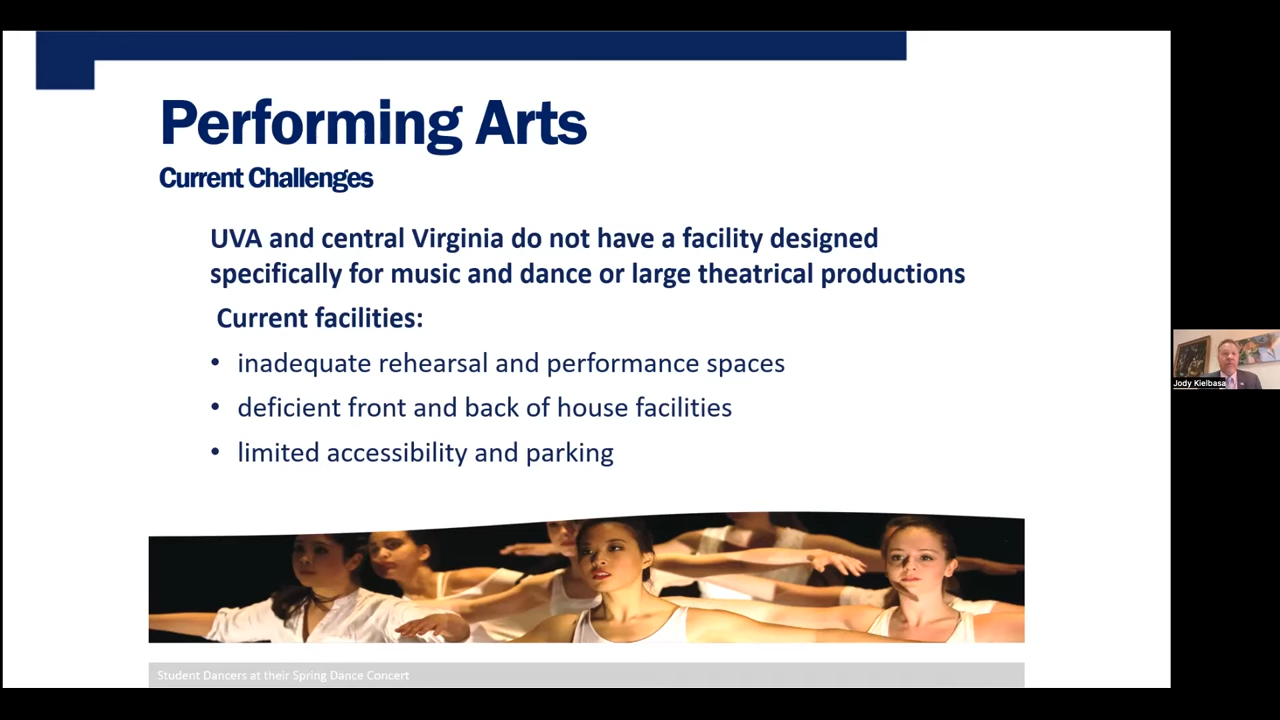 Performing Arts
Current Challenges
UVA and central Virginia do not have a facility designed
specifically for music and dance or large theatrical productions
Current facilities:
• inadequate rehearsal and performance spaces
• deficient front and back of house facilities
• limited accessibility and parking
Jody Kielbasa
Student Dancers at their Spring Dance Concert